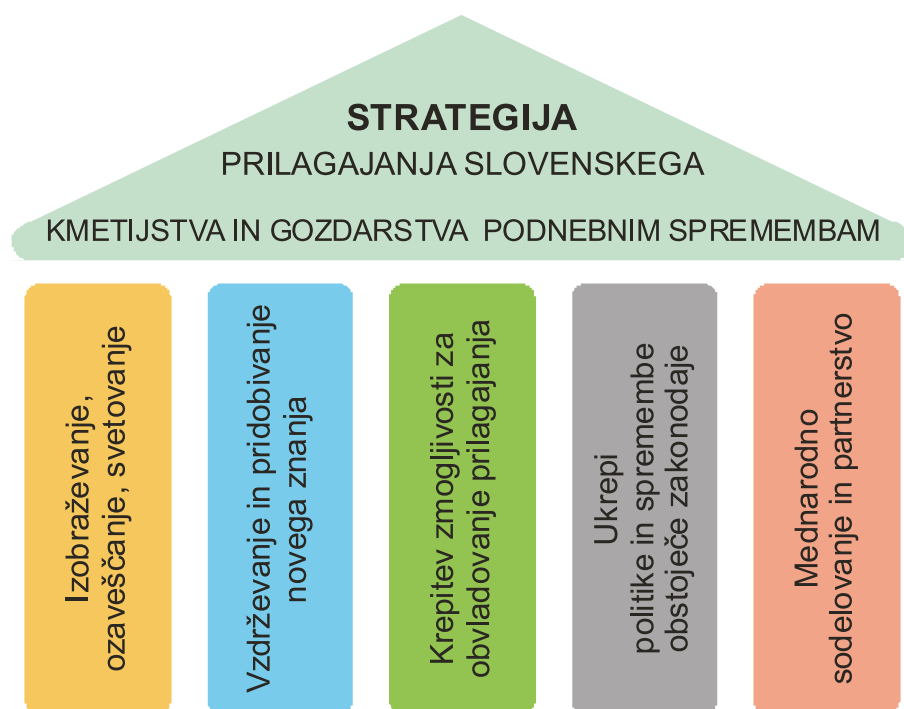 STRATEGIJA
PRILAGAJANJA SLOVENSKEGA
KMETIJSTVA IN GOZDARSTVA PODNEBNIM SPREMEMBAM
Izobraževanje,
ozaveščanje, svetovanje
Vzdrževanje in pridobivanje
novega znanja
Krepitev zmogljivosti za
obvladovanje prilagajanja
Ukrepi
politike in spremembe
obstoječe zakonodaje
Mednarodno
sodelovanje in partnerstvo